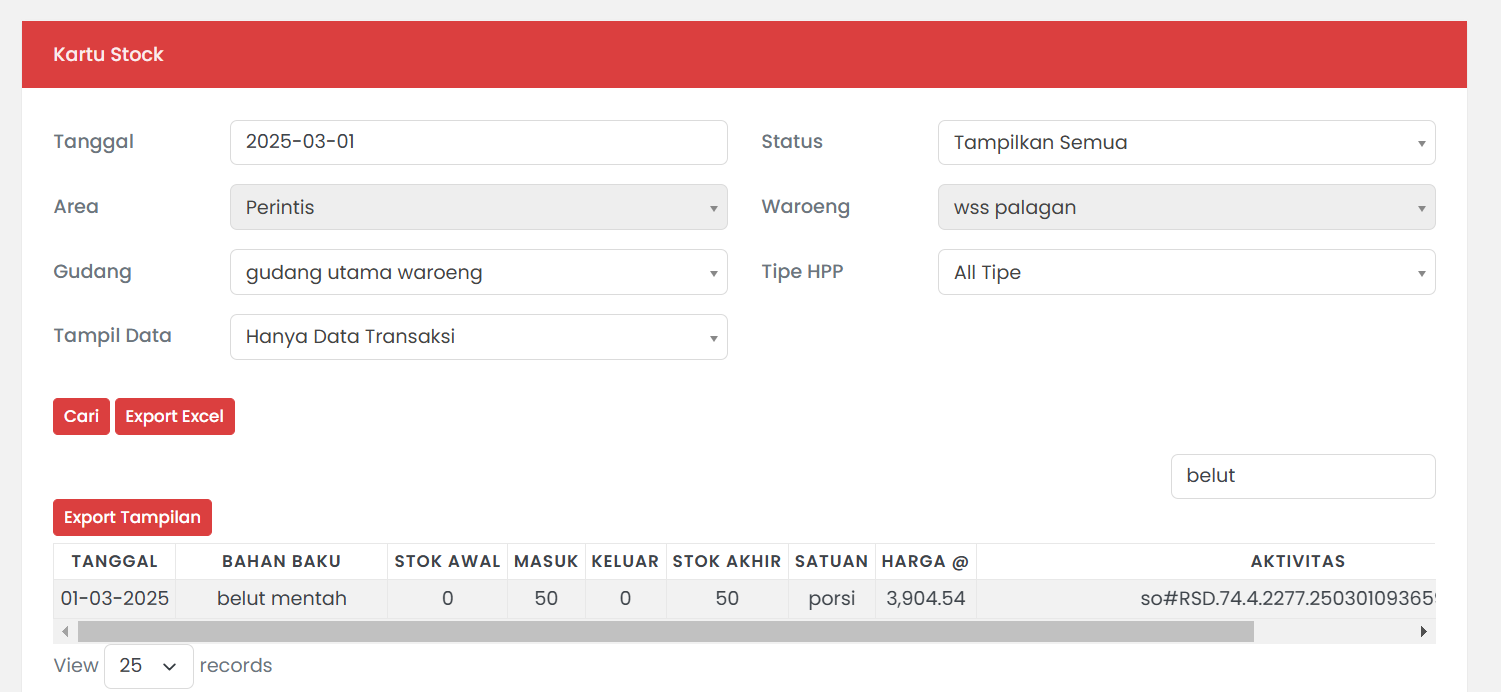 Kartu Stock
Tanggal 2025-03-01 Status Tampilkan Semua
Area Perintis Waroeng wss palagan
Gudang gudang utama waroeng Tipe HPP All Tipe
Tampil Data Hanya Data Transaksi
Cari Export Excel
belut
Export Tampilan
TANGGAL BAHAN BAKU STOK AWAL MASUK KELUAR STOK AKHIR SATUAN HARGA @ AKTIVITAS
01-03-2025 belut mentah 0 50 0 50 porsi 3,904.54 so#RSD.74.4.2277.250301093659
View 25 records